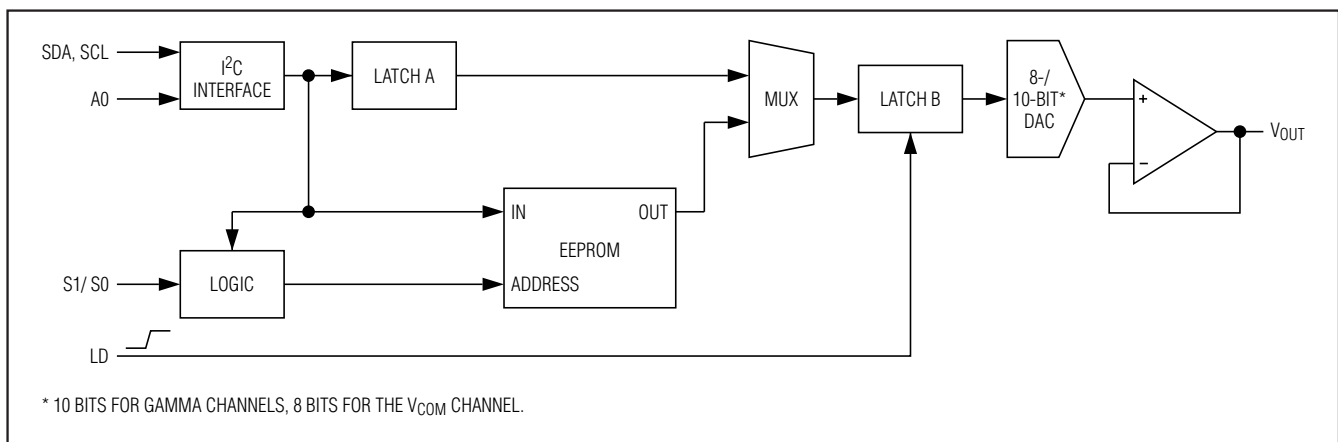 SDA, SCL
A0
I²C
INTERFACE
LATCH A
MUX
LATCH B
8-/
10-BIT*
DAC
+
−
VOUT
IN
OUT
EEPROM
ADDRESS
S1/ S0
LOGIC
LD
* 10 BITS FOR GAMMA CHANNELS, 8 BITS FOR THE VCOM CHANNEL.